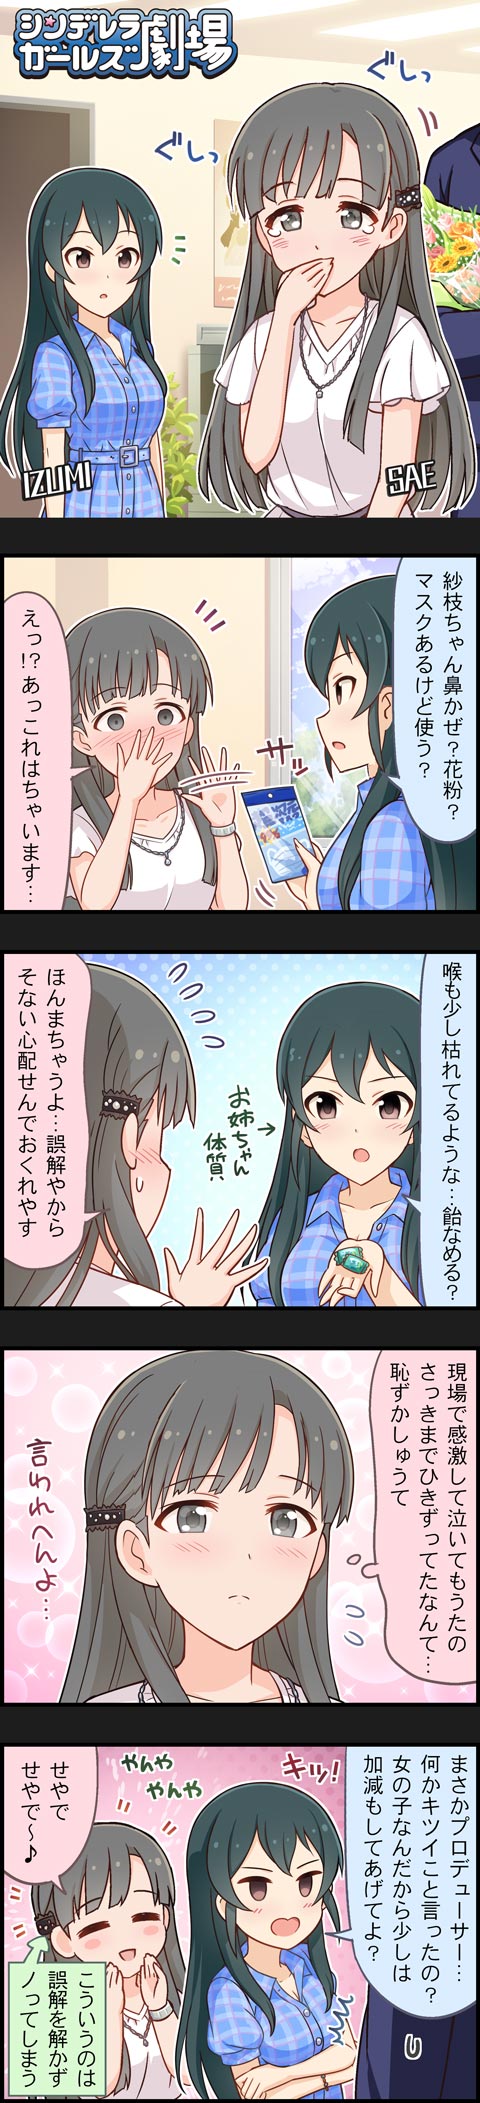 シンデレラ
ガールズ劇場
ぐしっ
ぐしっ
IZUMI
SAE
紗枝ちゃん鼻かぜ?花粉?
マスクあるけど使う?
サッ
えっ!?あっこれはちゃいます…
喉も少し枯れてるような…飴なめる?
お姉ちゃん
体質
ほんまちゃうよ…誤解やから
そない心配せんでおくれやす
現場で感激して泣いてもうたの
さっきまでひきずってたなんて…
恥ずかしゅうて
言われへんよ…
まさかプロデューサー…
何かキツイこと言ったの?
女の子なんだから少しは
加減もしてあげてよ?
キッ!
やんや
やんや
せやで
せやで〜♪
こういうのは
誤解を解かず
ノってしまう